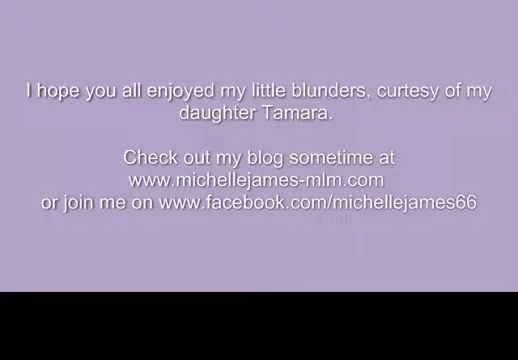 I hope you all enjoyed my little blunders, curtesy of my
daughter Tamara.
Check out my blog sometime at
www.michellejames-mlm.com
or join me on www.facebook.com/michellejames66